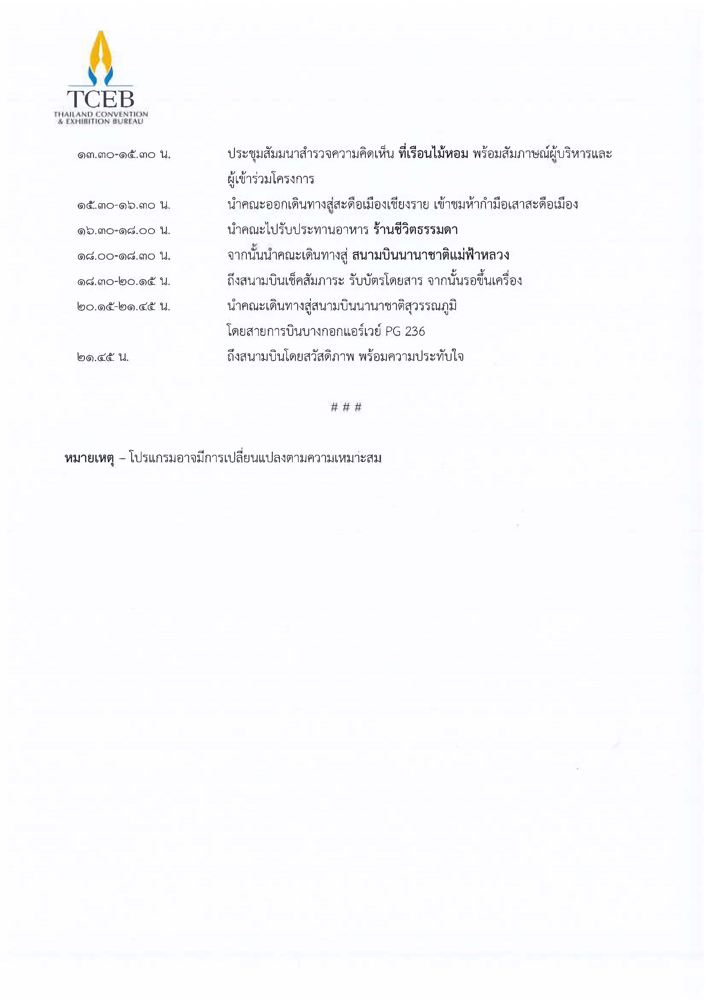 TCEB
THAILAND CONVENTION
& EXHIBITION BUREAU
๑๓.๓๐-๑๕.๓๐ น. ประชุมสัมมนาสำรวจความคิดเห็น ที่เรือนไม้หอม พร้อมสัมภาษณ์ผู้บริหารและ
ผู้เข้าร่วมโครงการ
๑๕.๓๐-๑๖.๓๐ น. นำคณะออกเดินทางสู่สะดือเมืองเชียงราย เข้าชมห้ากำมือเสาสะดือเมือง
๑๖.๓๐-๑๘.๐๐ น. นำคณะไปรับประทานอาหาร ร้านชีวิตธรรมดา
๑๘.๐๐-๑๘.๓๐ น. จากนั้นนำคณะเดินทางสู่ สนามบินนานาชาติแม่ฟ้าหลวง
๑๘.๓๐-๒๐.๑๕ น. ถึงสนามบินเช็คสัมภาระ รับบัตรโดยสาร จากนั้นรอขึ้นเครื่อง
๒๐.๑๕-๒๑.๔๕ น. นำคณะเดินทางสู่สนามบินนานาชาติสุวรรณภูมิ
โดยสายการบินบางกอกแอร์เวย์ PG 236
๒๑.๔๕ น. ถึงสนามบินโดยสวัสดิภาพ พร้อมความประทับใจ
# # #
หมายเหตุ – โปรแกรมอาจมีการเปลี่ยนแปลงตามความเหมาะสม